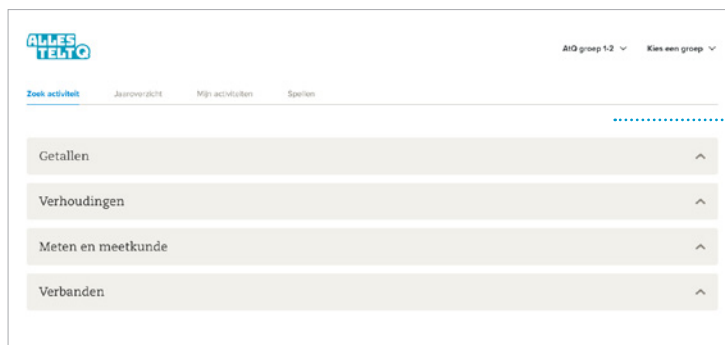 ALLES
TELT Q
AtQ groep 1-2
Kies een groep
Zoek activiteit
Jaaroverzicht
Mijn activiteiten
Spellen
Getallen
Verhoudingen
Meten en meetkunde
Verbanden